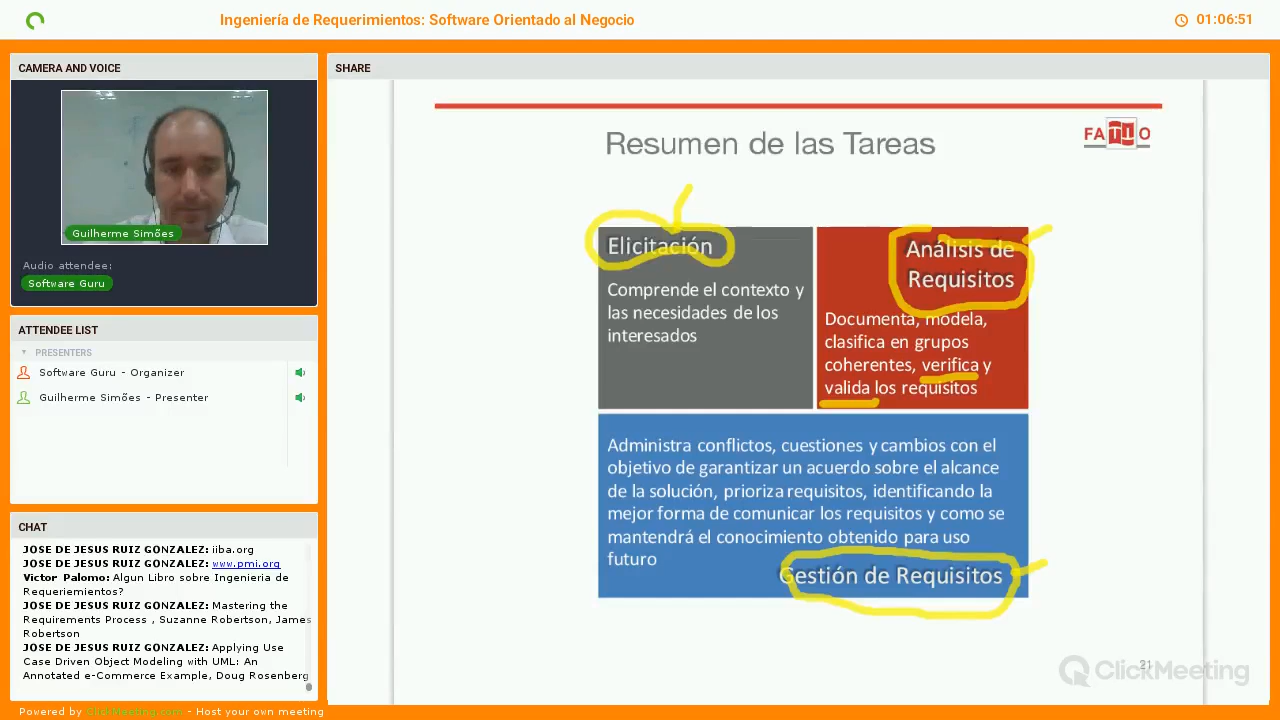 Ingeniería de Requerimientos: Software Orientado al Negocio
01:06:51
CAMERA AND VOICE
Guilherme Simões
Audio attendee:
Software Guru
ATTENDEE LIST
PRESENTERS
Software Guru - Organizer
Guilherme Simões - Presenter
CHAT
JOSE DE JESUS RUIZ GONZALEZ: iiba.org
JOSE DE JESUS RUIZ GONZALEZ: www.pmi.org
Victor Palomo: Algun Libro sobre Ingenieria de
Requeriemientos?
JOSE DE JESUS RUIZ GONZALEZ: Mastering the
Requirements Process , Suzanne Robertson, James
Robertson
JOSE DE JESUS RUIZ GONZALEZ: Applying Use
Case Driven Object Modeling with UML: An
Annotated e-Commerce Example, Doug Rosenberg
Powered by ClickMeeting.com - Host your own meeting
SHARE
Resumen de las Tareas
FATTO
Elicitación
Comprende el contexto y
las necesidades de los
interesados
Análisis de
Requisitos
Documenta, modela,
clasifica en grupos
coherentes, verifica y
valida los requisitos
Administra conflictos, cuestiones y cambios con el
objetivo de garantizar un acuerdo sobre el alcance
de la solución, prioriza requisitos, identificando la
mejor forma de comunicar los requisitos y como se
mantendrá el conocimiento obtenido para uso
futuro
Gestión de Requisitos
21
ClickMeeting